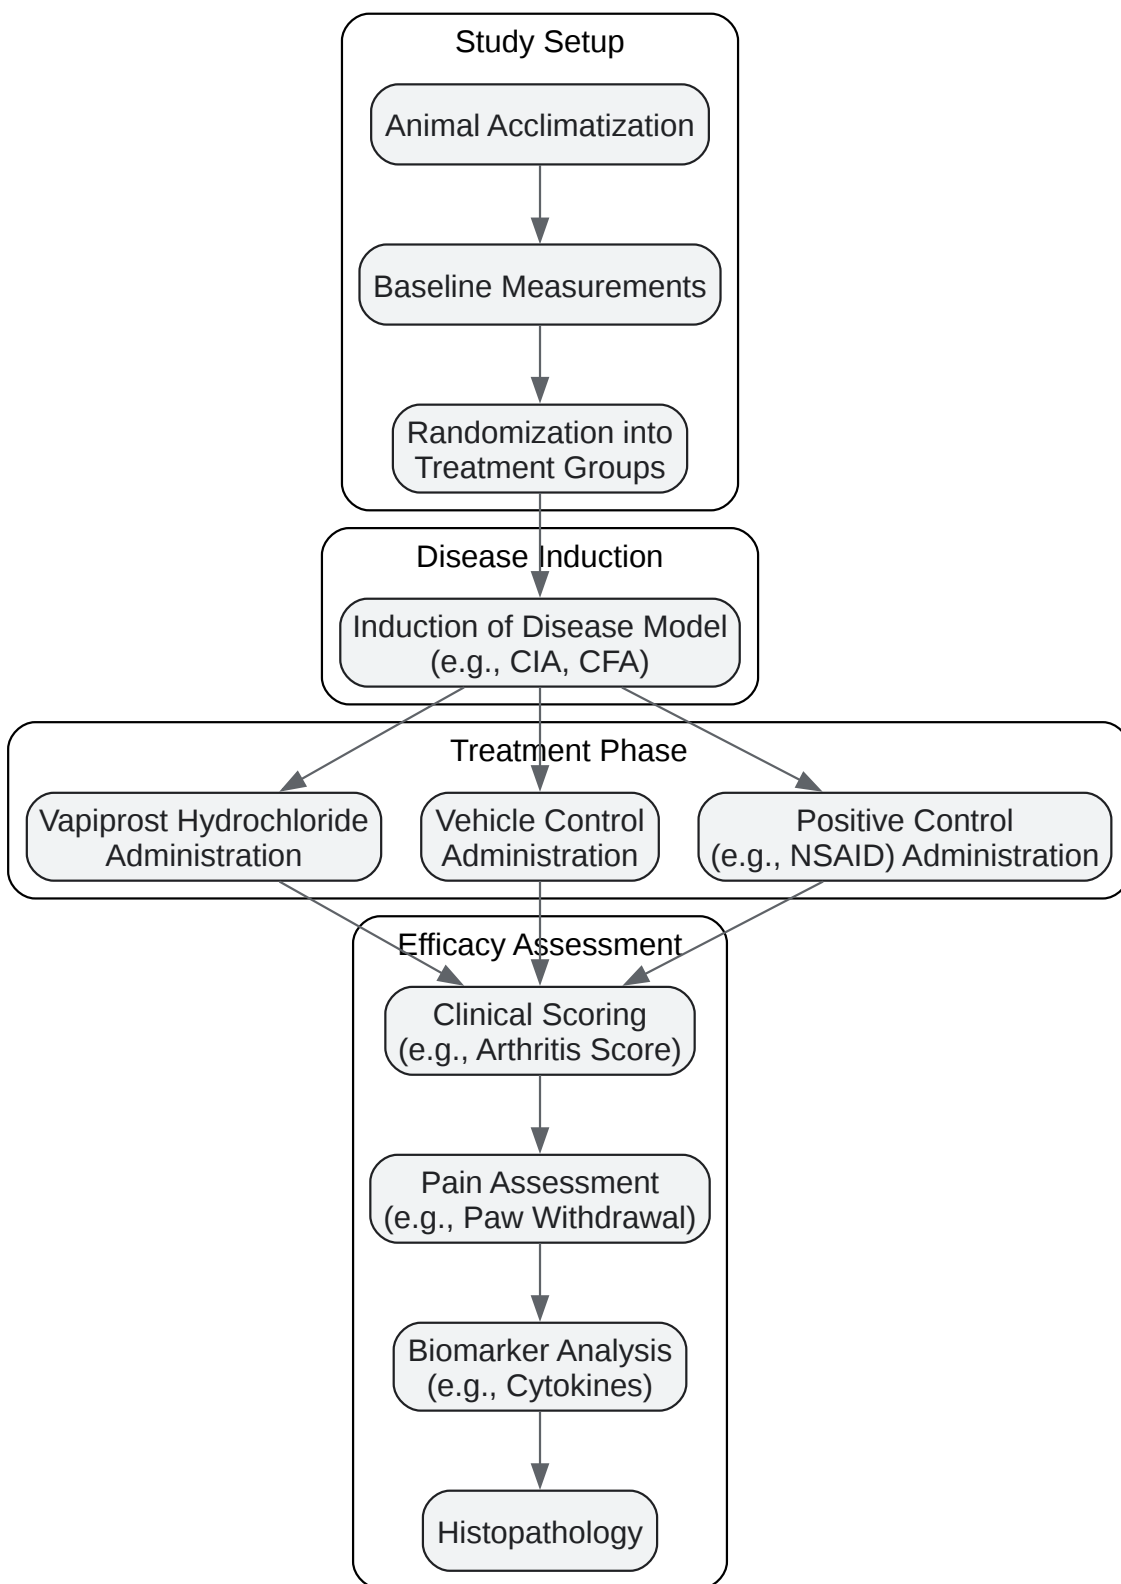 Study Setup
Animal Acclimatization
Baseline Measurements
Randomization into
Treatment Groups
Disease Induction
Induction of Disease Model
(e.g., CIA, CFA)
Treatment Phase
Vapiprost Hydrochloride
Administration
Vehicle Control
Administration
Positive Control
(e.g., NSAID) Administration
Efficacy Assessment
Clinical Scoring
(e.g., Arthritis Score)
Pain Assessment
(e.g., Paw Withdrawal)
Biomarker Analysis
(e.g., Cytokines)
Histopathology